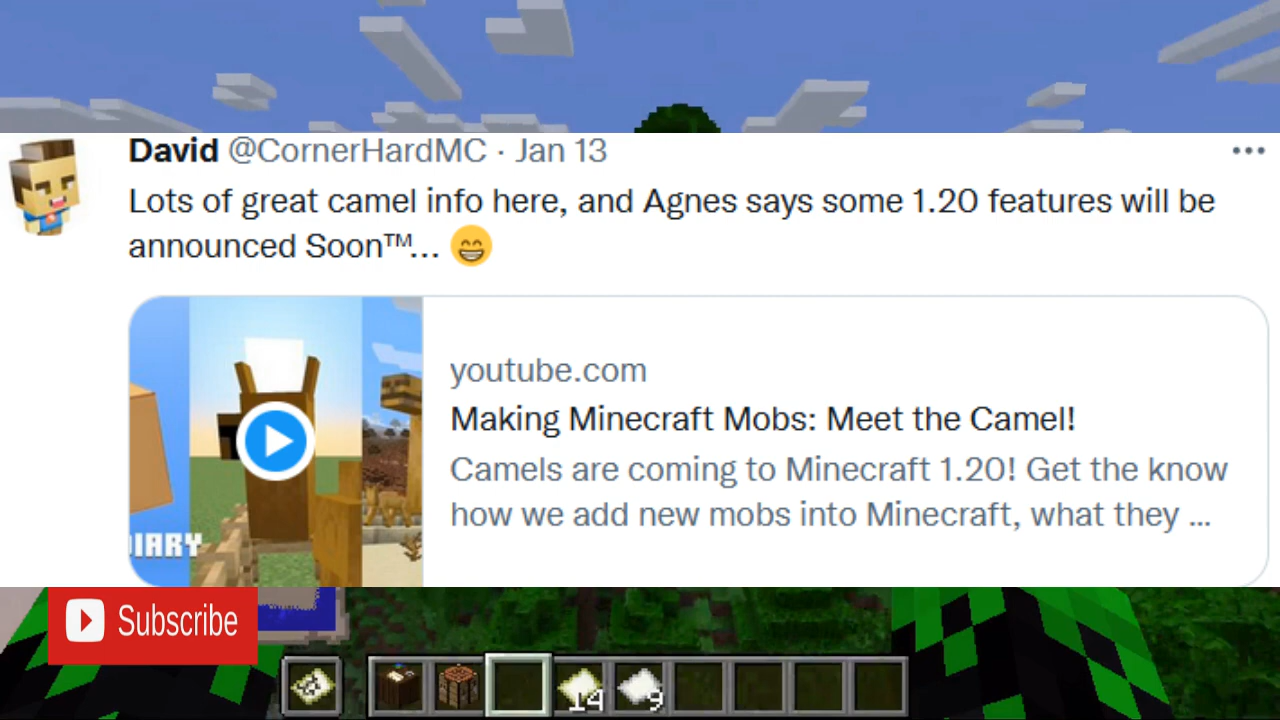 David @CornerHardMC · Jan 13
Lots of great camel info here, and Agnes says some 1.20 features will be
announced Soon™... 😁
youtube.com
Making Minecraft Mobs: Meet the Camel!
Camels are coming to Minecraft 1.20! Get the know
how we add new mobs into Minecraft, what they ...
IARY
Subscribe
14 9